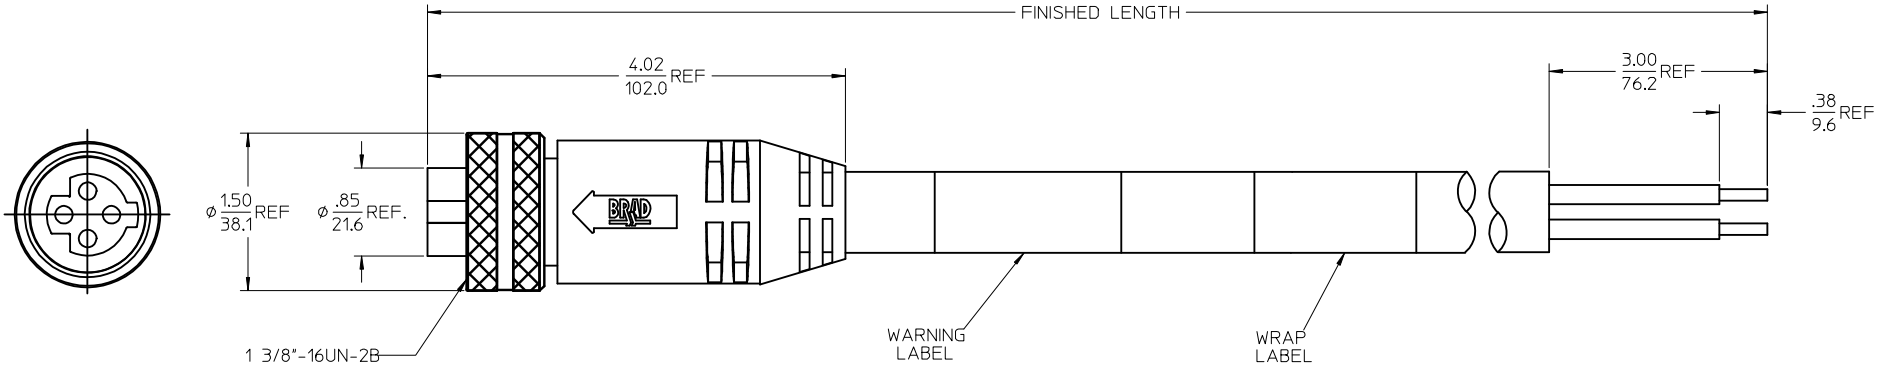 FINISHED LENGTH
4.02
102.0 REF
3.00
76.2 REF
.38
9.6 REF
ø 1.50
38.1 REF
ø .85
21.6 REF.
BRAD
1 3/8"-16UN-2B
WARNING
LABEL
WRAP
LABEL